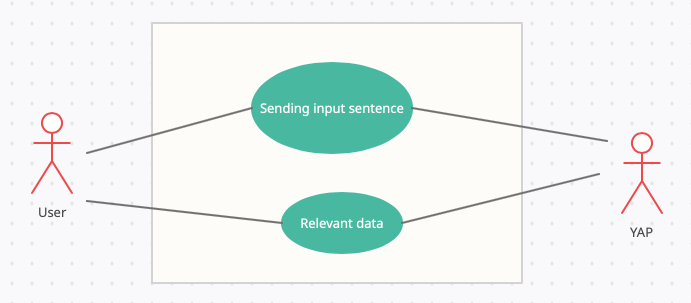 Sending input sentence
User
Relevant data
YAP